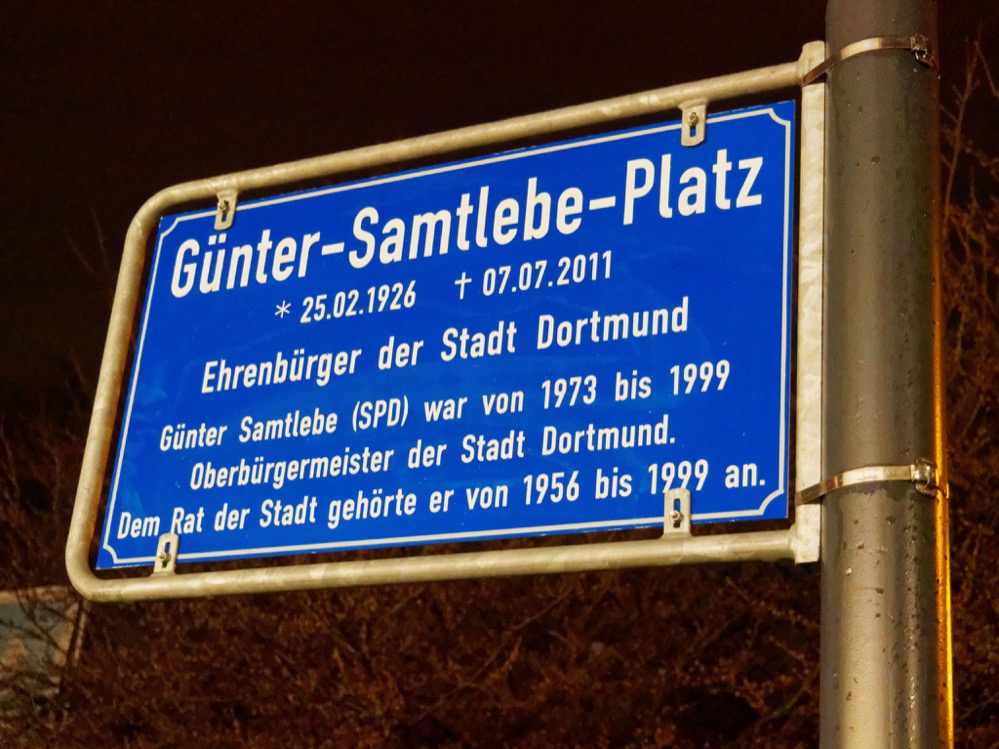 Günter-Samtlebe-Platz
* 25.02.1926 † 07.07.2011
Ehrenbürger der Stadt Dortmund
Günter Samtlebe (SPD) war von 1973 bis 1999
Oberbürgermeister der Stadt Dortmund.
Dem Rat der Stadt gehörte er von 1956 bis 1999 an.